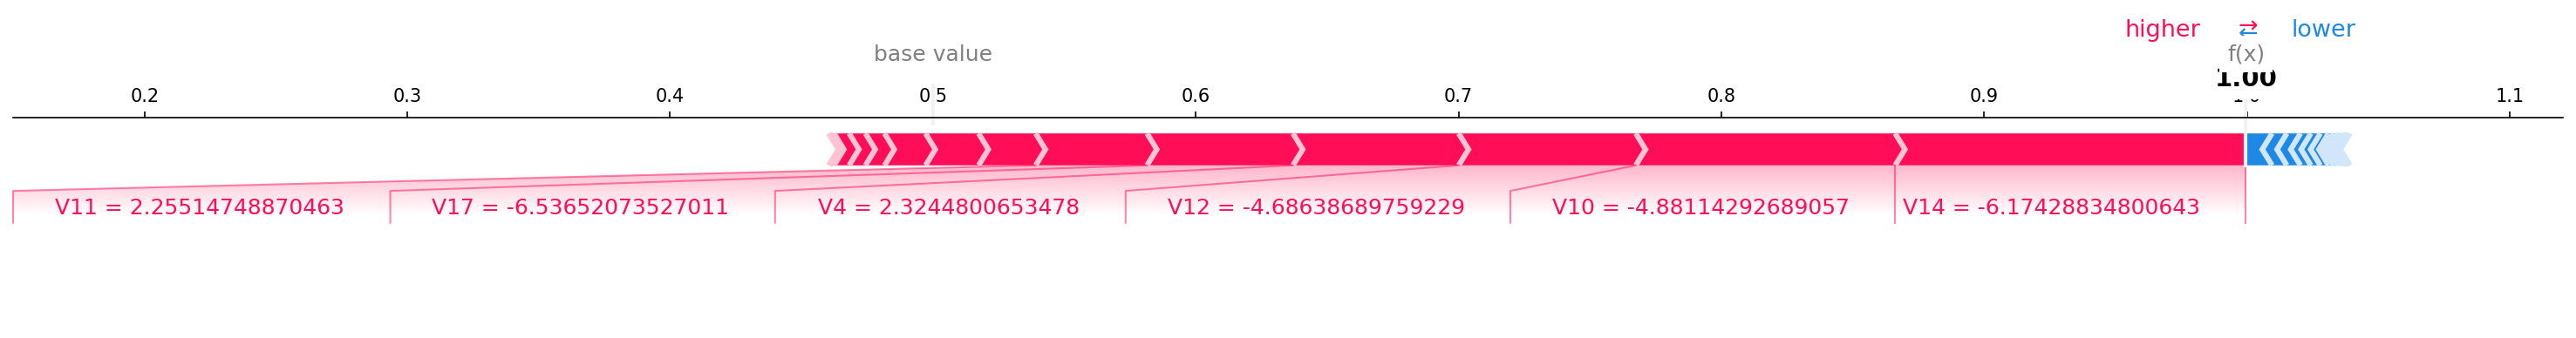 higher ⇄ lower
base value f(x)
1.00
0.2 0.3 0.4 0.5 0.6 0.7 0.8 0.9 1.0 1.1
V11 = 2.25514748870463 V17 = -6.53652073527011 V4 = 2.3244800653478 V12 = -4.68638689759229 V10 = -4.88114292689057 V14 = -6.17428834800643